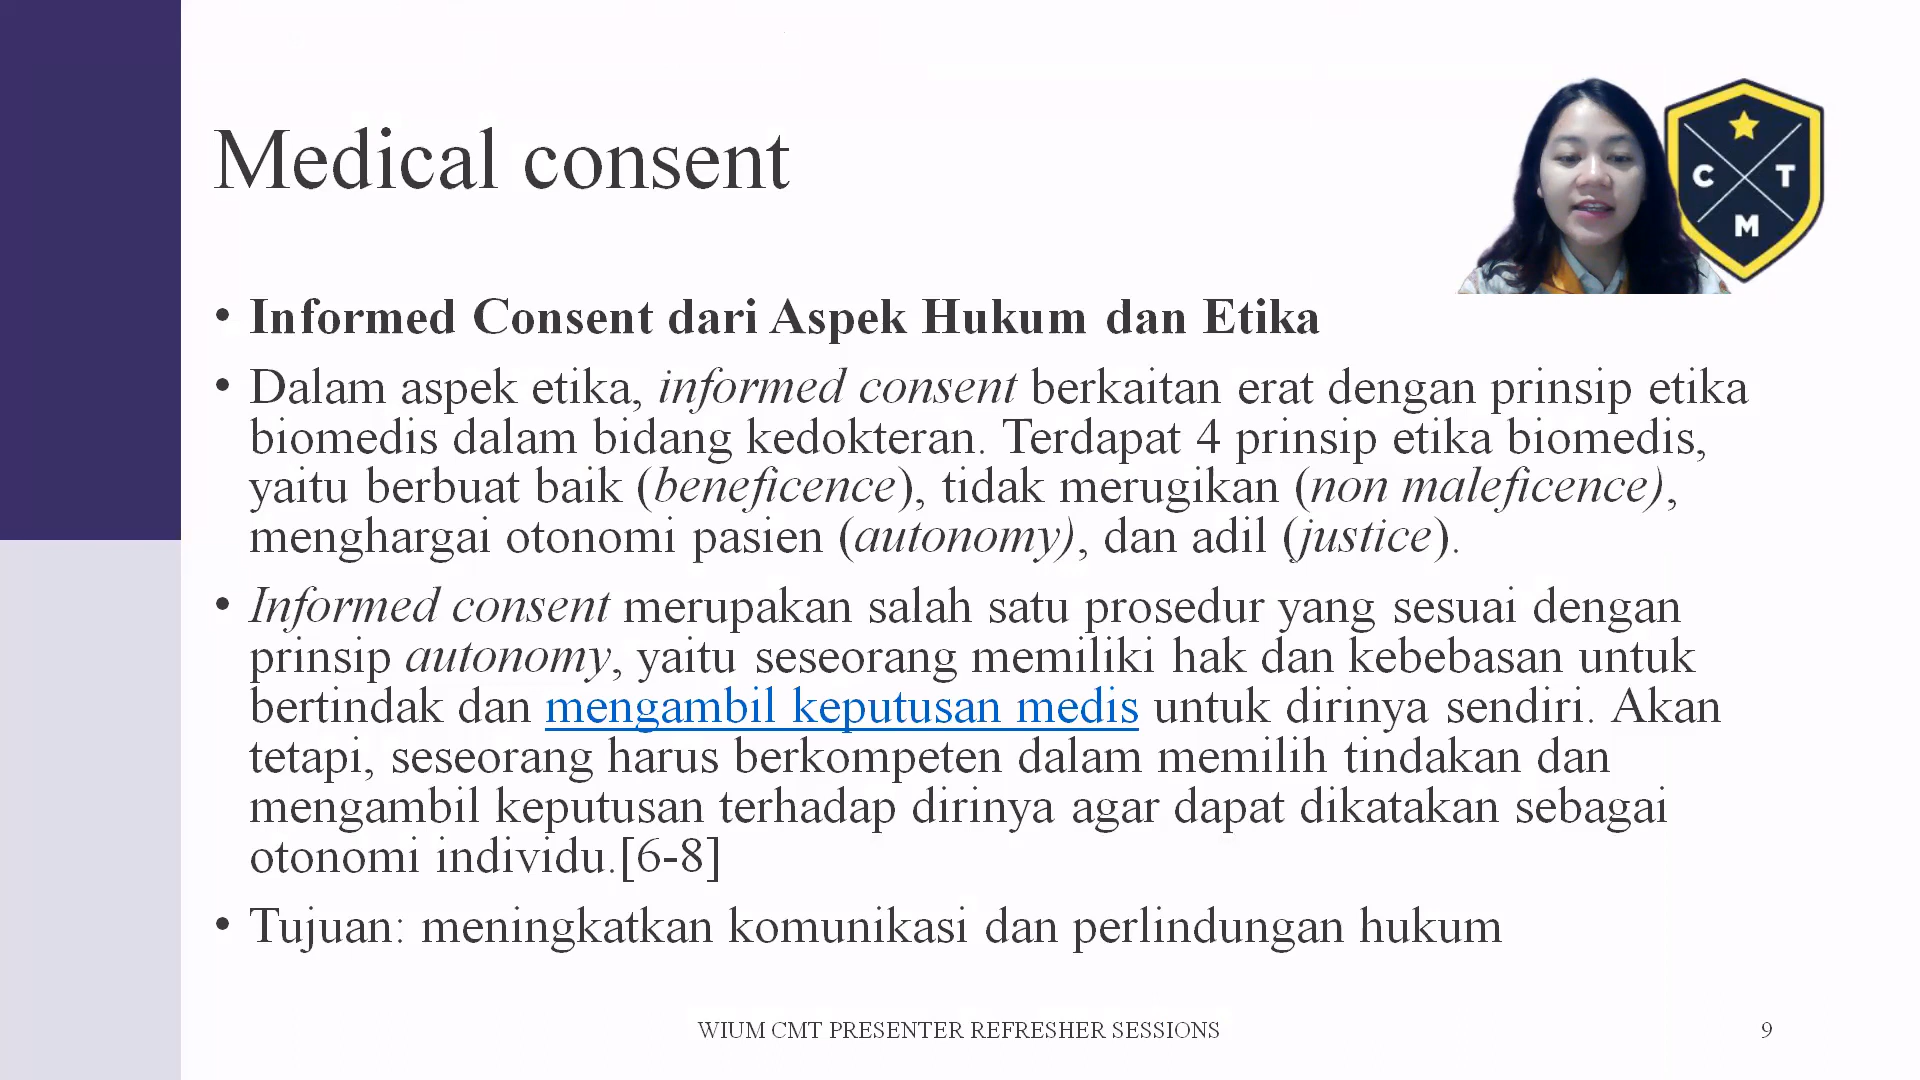 Medical consent
C T
M
• Informed Consent dari Aspek Hukum dan Etika
• Dalam aspek etika, informed consent berkaitan erat dengan prinsip etika
biomedis dalam bidang kedokteran. Terdapat 4 prinsip etika biomedis,
yaitu berbuat baik (beneficence), tidak merugikan (non maleficence),
menghargai otonomi pasien (autonomy), dan adil (justice).
• Informed consent merupakan salah satu prosedur yang sesuai dengan
prinsip autonomy, yaitu seseorang memiliki hak dan kebebasan untuk
bertindak dan mengambil keputusan medis untuk dirinya sendiri. Akan
tetapi, seseorang harus berkompeten dalam memilih tindakan dan
mengambil keputusan terhadap dirinya agar dapat dikatakan sebagai
otonomi individu.[6-8]
• Tujuan: meningkatkan komunikasi dan perlindungan hukum
WIUM CMT PRESENTER REFRESHER SESSIONS
9